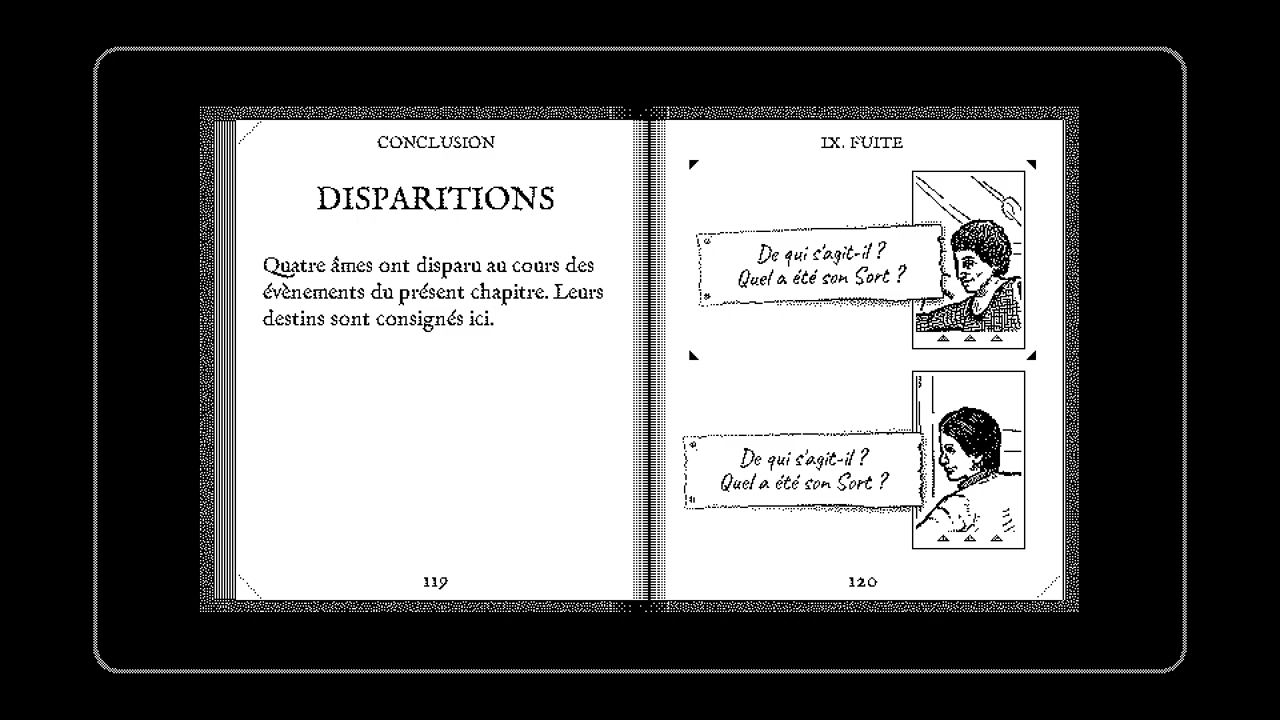 CONCLUSION
DISPARITIONS
Quatre âmes ont disparu au cours des
évènements du présent chapitre. Leurs
destins sont consignés ici.
119
IX. FUITE
De qui s'agit-il ?
Quel a été son Sort ?
De qui s'agit-il ?
Quel a été son Sort ?
120